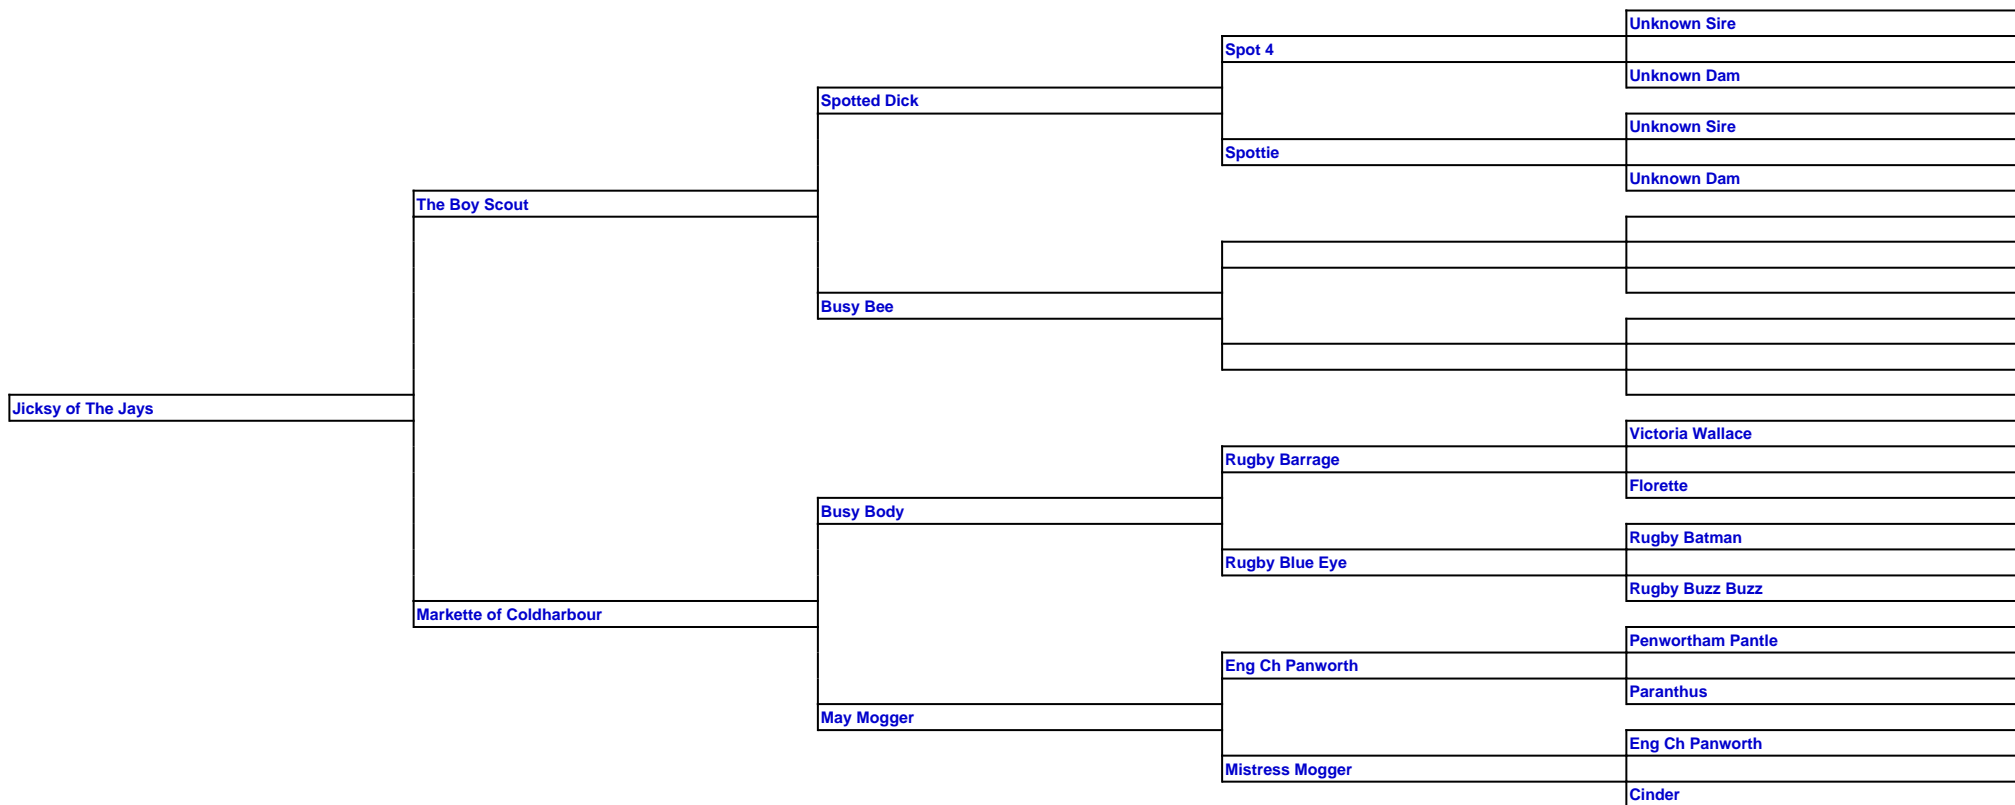 Unknown Sire
Spot 4
Unknown Dam
Spotted Dick
Unknown Sire
Spottie
Unknown Dam
The Boy Scout
Busy Bee
Jicksy of The Jays
Victoria Wallace
Rugby Barrage
Florette
Busy Body
Rugby Batman
Rugby Blue Eye
Rugby Buzz Buzz
Markette of Coldharbour
Penwortham Pantle
Eng Ch Panworth
Paranthus
May Mogger
Eng Ch Panworth
Mistress Mogger
Cinder